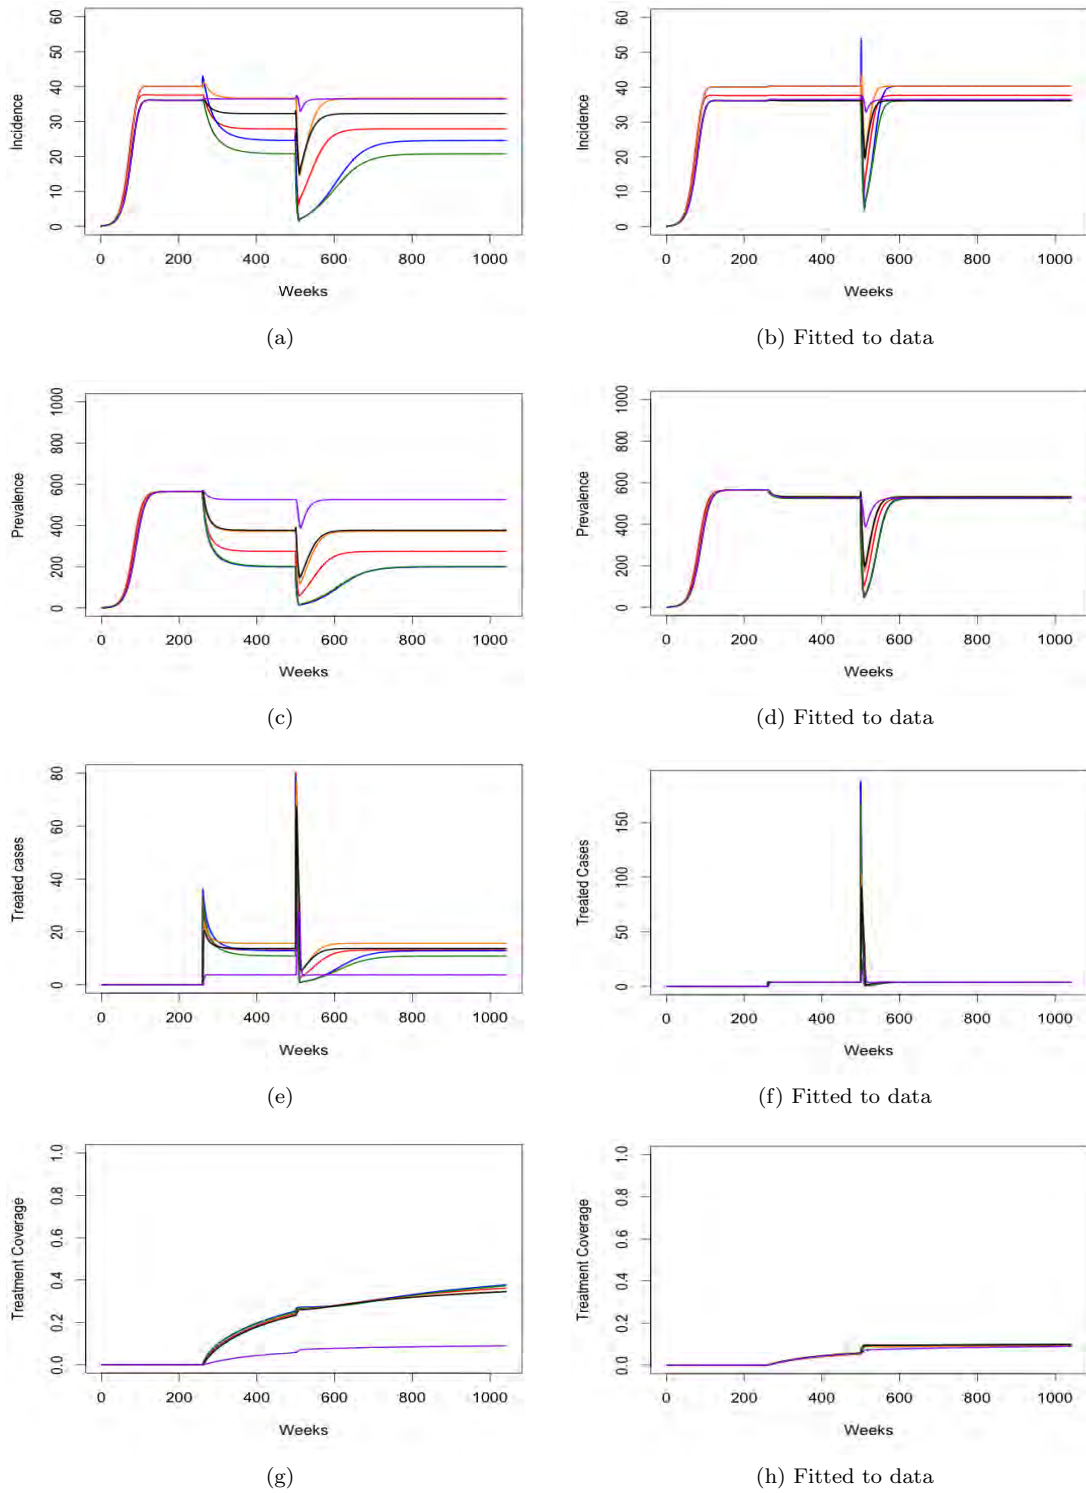 60
50
40
30
20
10
0
Incidence
0 200 400 600 800 1000
Weeks
(a)
60
50
40
30
20
10
0
Incidence
0 200 400 600 800 1000
Weeks
(b) Fitted to data
1000
800
600
400
200
0
Prevalence
0 200 400 600 800 1000
Weeks
(c)
1000
800
600
400
200
0
Prevalence
0 200 400 600 800 1000
Weeks
(d) Fitted to data
80
60
40
20
0
Treated cases
0 200 400 600 800 1000
Weeks
(e)
150
100
50
0
Treated Cases
0 200 400 600 800 1000
Weeks
(f) Fitted to data
1.0
0.8
0.6
0.4
0.2
0.0
Treatment Coverage
0 200 400 600 800 1000
Weeks
(g)
1.0
0.8
0.6
0.4
0.2
0.0
Treatment Coverage
0 200 400 600 800 1000
Weeks
(h) Fitted to data